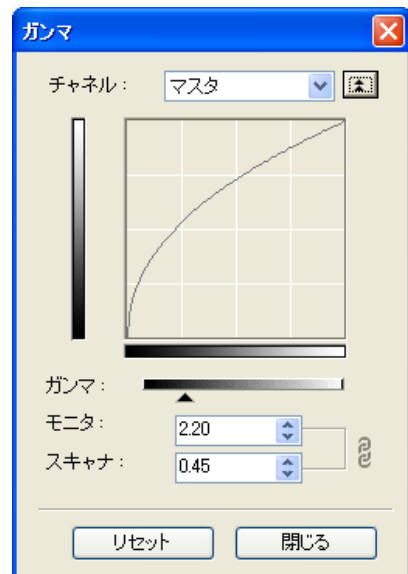 ガンマ
チャネル： マスタ
ガンマ：
モニタ： 2.20
スキャナ： 0.45
リセット 閉じる